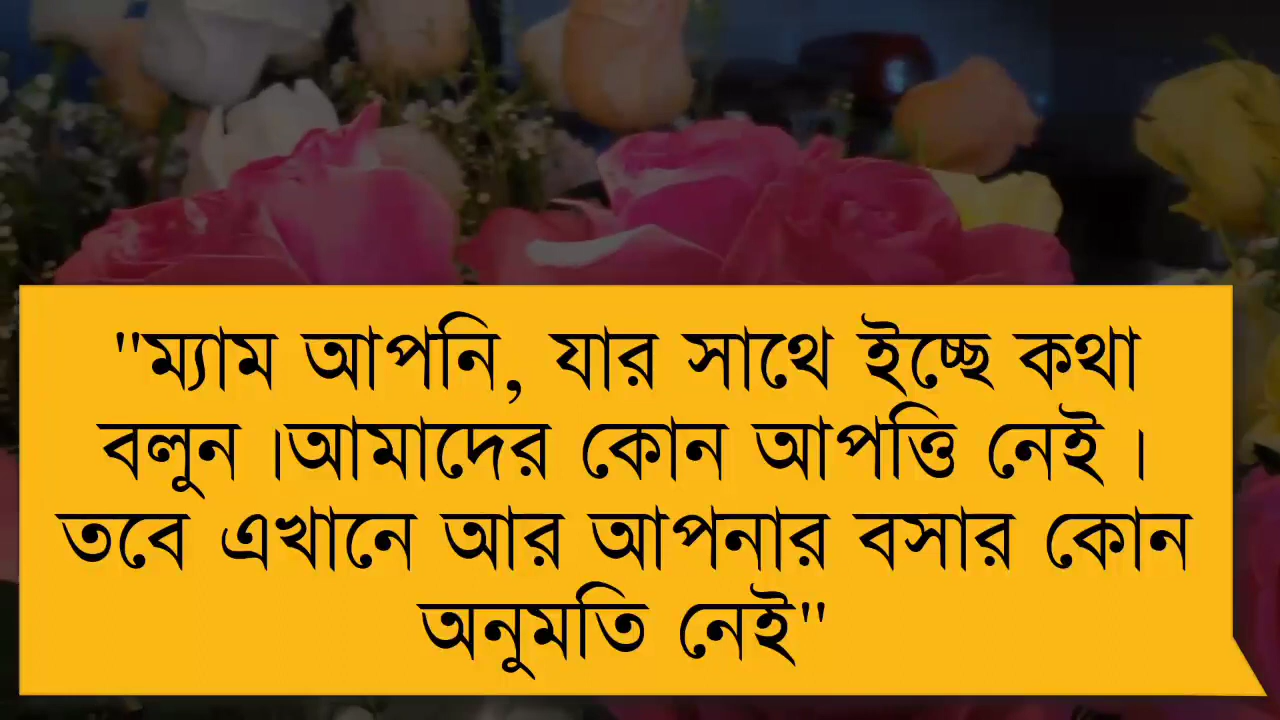 "ম্যাম আপনি, যার সাথে ইচ্ছে কথা
বলুন।আমাদের কোন আপত্তি নেই।
তবে এখানে আর আপনার বসার কোন
অনুমতি নেই"